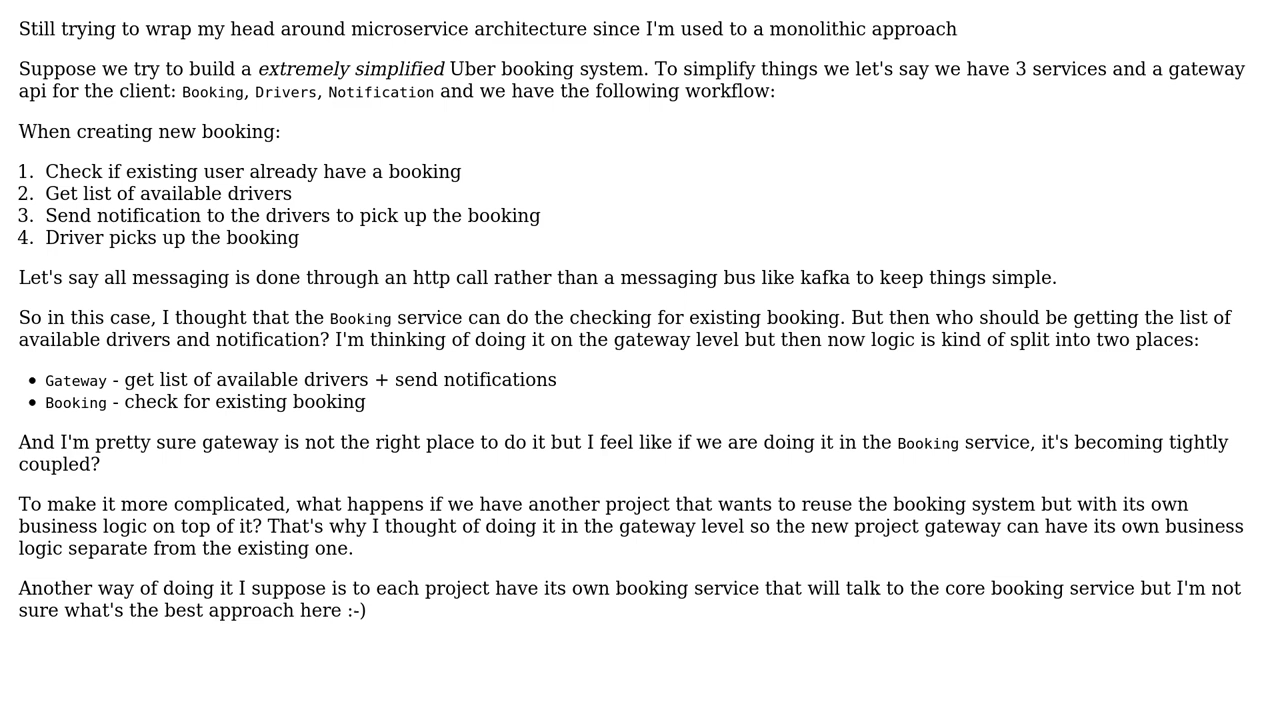 Still trying to wrap my head around microservice architecture since I'm used to a monolithic approach
Suppose we try to build a extremely simplified Uber booking system. To simplify things we let's say we have 3 services and a gateway
api for the client: Booking, Drivers, Notification and we have the following workflow:
When creating new booking:
1. Check if existing user already have a booking
2. Get list of available drivers
3. Send notification to the drivers to pick up the booking
4. Driver picks up the booking
Let's say all messaging is done through an http call rather than a messaging bus like kafka to keep things simple.
So in this case, I thought that the Booking service can do the checking for existing booking. But then who should be getting the list of
available drivers and notification? I'm thinking of doing it on the gateway level but then now logic is kind of split into two places:
• Gateway - get list of available drivers + send notifications
• Booking - check for existing booking
And I'm pretty sure gateway is not the right place to do it but I feel like if we are doing it in the Booking service, it's becoming tightly
coupled?
To make it more complicated, what happens if we have another project that wants to reuse the booking system but with its own
business logic on top of it? That's why I thought of doing it in the gateway level so the new project gateway can have its own business
logic separate from the existing one.
Another way of doing it I suppose is to each project have its own booking service that will talk to the core booking service but I'm not
sure what's the best approach here :-)